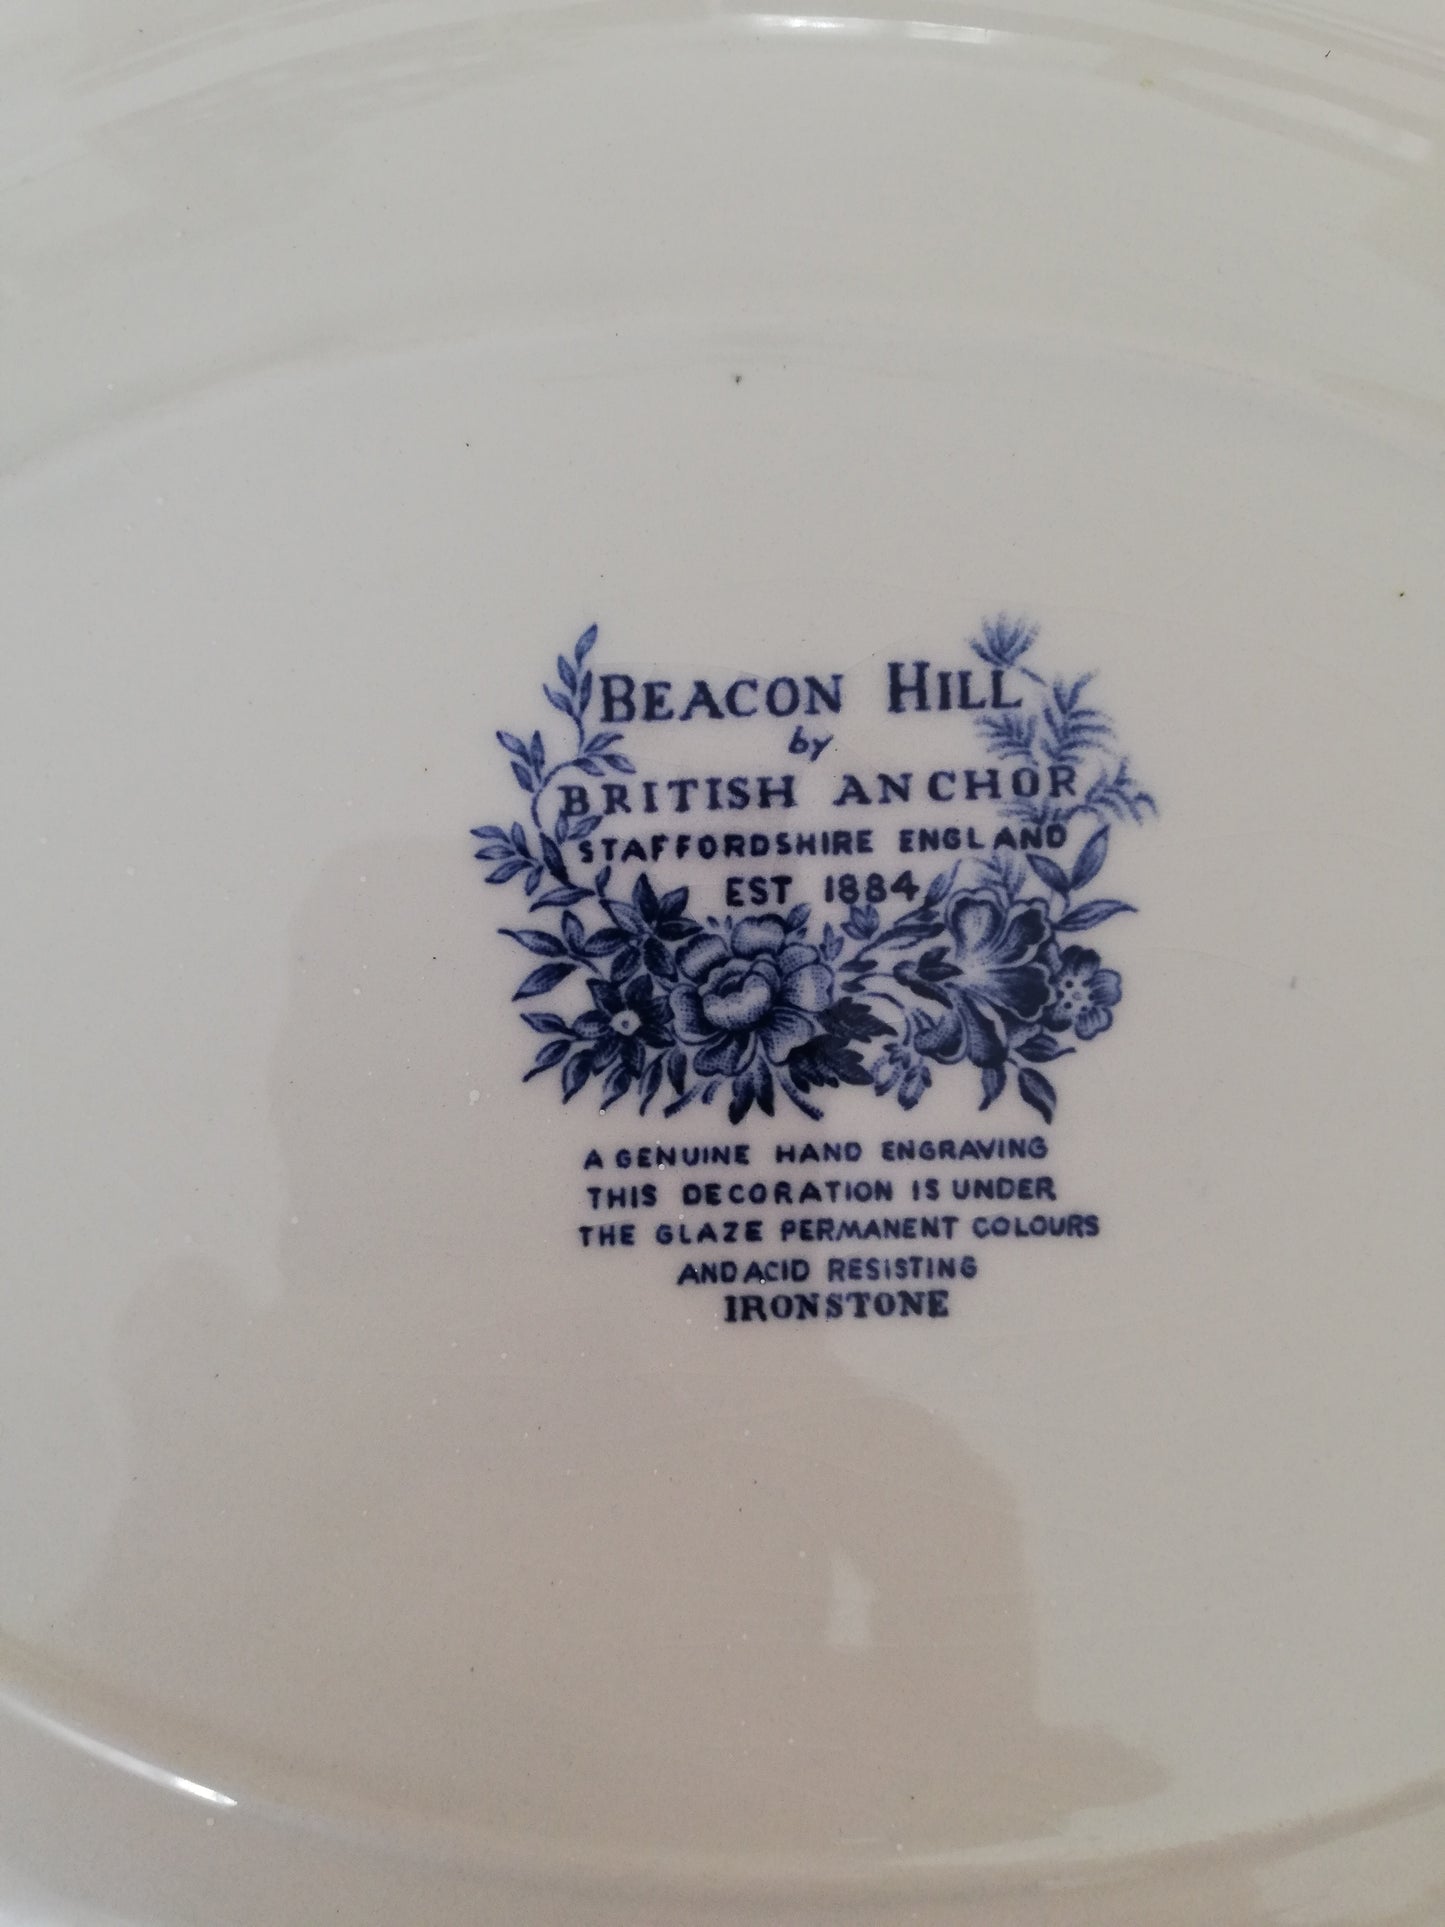 BEACON HILL
by
BRITISH ANCHOR
STAFFORDSHIRE ENGLAND
EST 1884
A GENUINE HAND ENGRAVING
THIS DECORATION IS UNDER
THE GLAZE PERMANENT COLOURS
AND ACID RESISTING
IRONSTONE